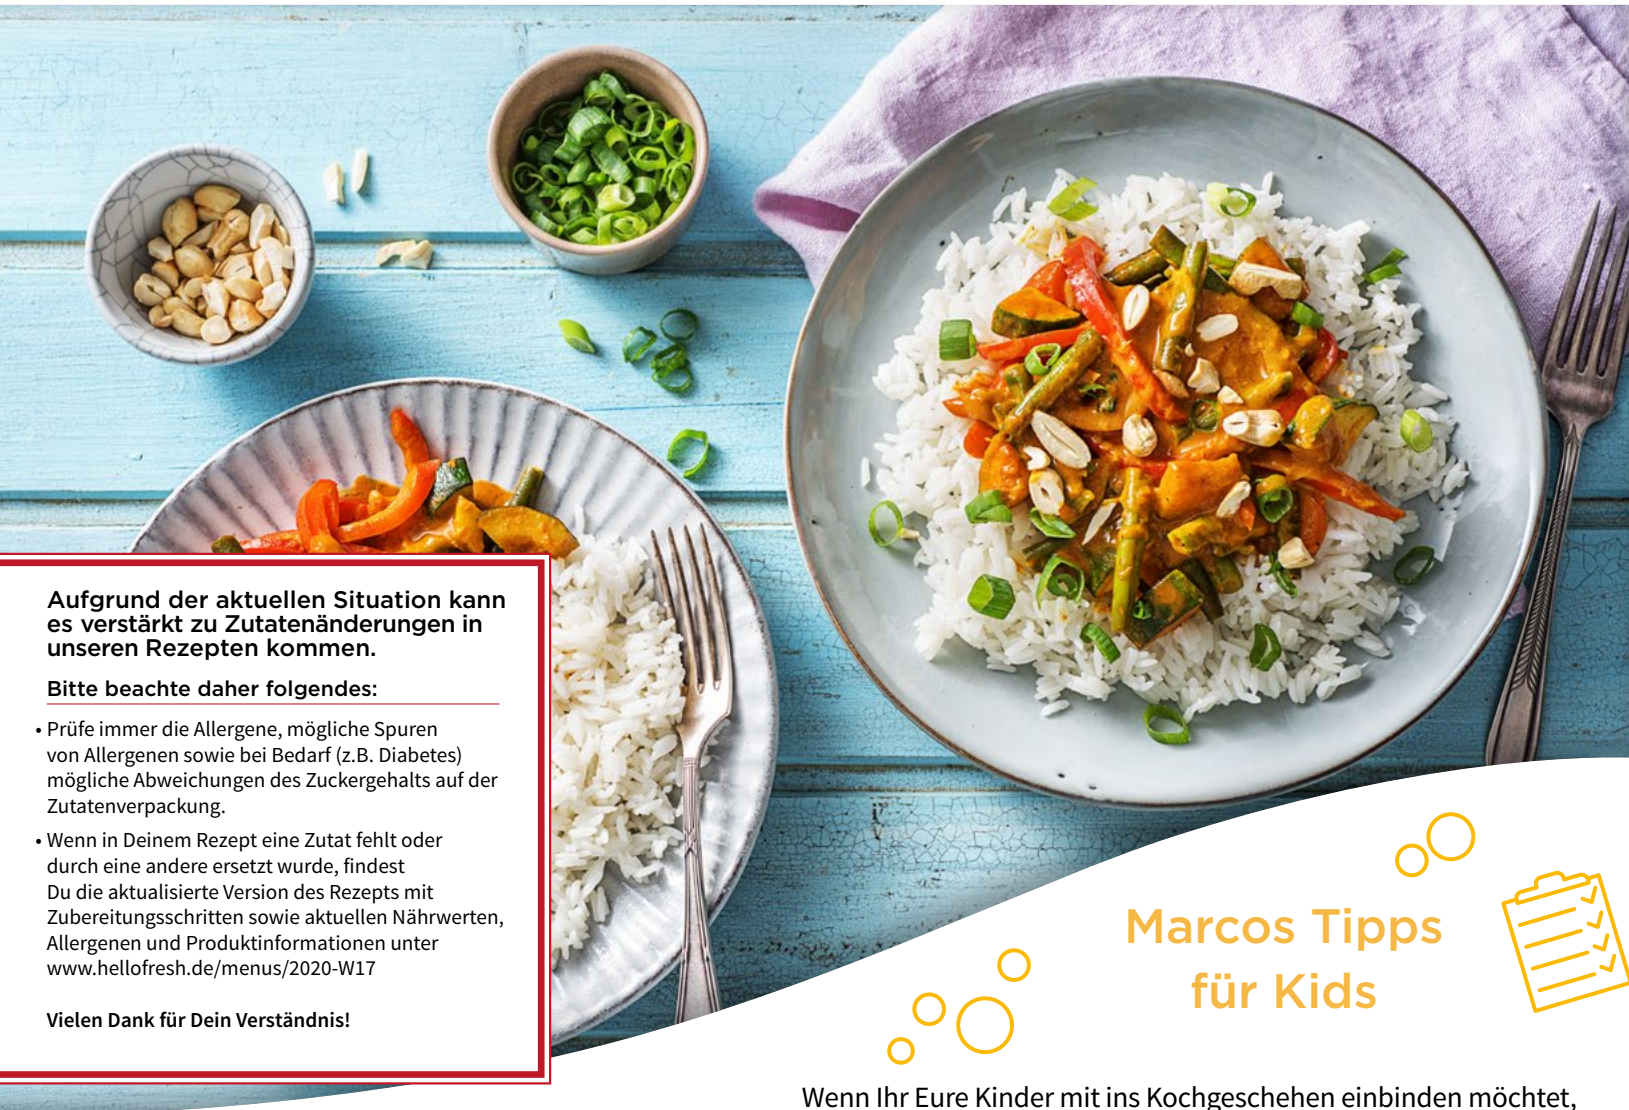 Aufgrund der aktuellen Situation kann
es verstärkt zu Zutatenänderungen in
unseren Rezepten kommen.
Bitte beachte daher folgendes:
• Prüfe immer die Allergene, mögliche Spuren
von Allergenen sowie bei Bedarf (z.B. Diabetes)
mögliche Abweichungen des Zuckergehalts auf der
Zutatenverpackung.
• Wenn in Deinem Rezept eine Zutat fehlt oder
durch eine andere ersetzt wurde, findest
Du die aktualisierte Version des Rezepts mit
Zubereitungsschritten sowie aktuellen Nährwerten,
Allergenen und Produktinformationen unter
www.hellofresh.de/menus/2020-W17
Vielen Dank für Dein Verständnis!
Marcos Tipps
für Kids
Wenn Ihr Eure Kinder mit ins Kochgeschehen einbinden möchtet,